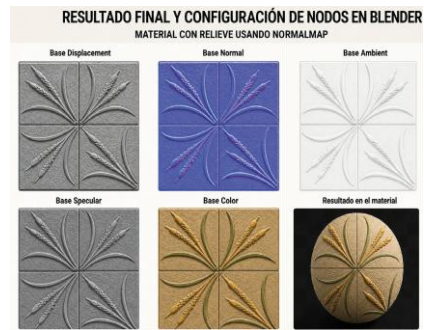 RESULTADO FINAL Y CONFIGURACIÓN DE NODOS EN BLENDER
MATERIAL CON RELIEVE USANDO NORMALMAP
Base Displacement
Base Normal
Base Ambient
Base Specular
Base Color
Resultado en el material